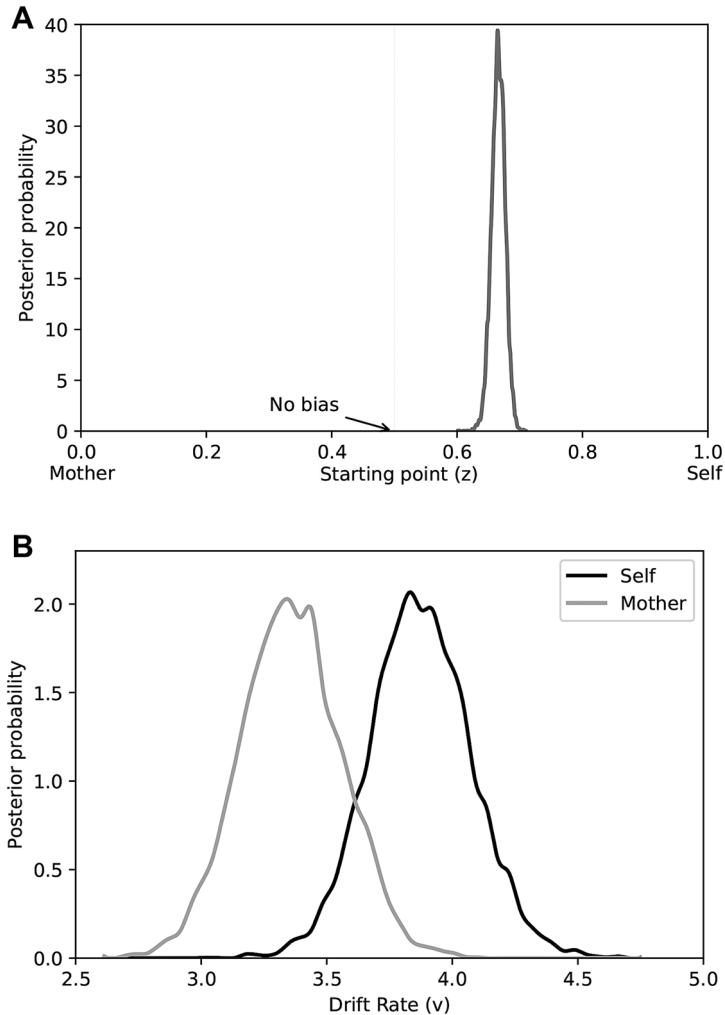 A
Posterior probability
40
35
30
25
20
15
10
5
0
No bias
0.0 0.2 0.4 0.6 0.8 1.0
Mother Starting point (z) Self
B
Posterior probability
2.0
1.5
1.0
0.5
0.0
Self
Mother
2.5 3.0 3.5 4.0 4.5 5.0
Drift Rate (v)